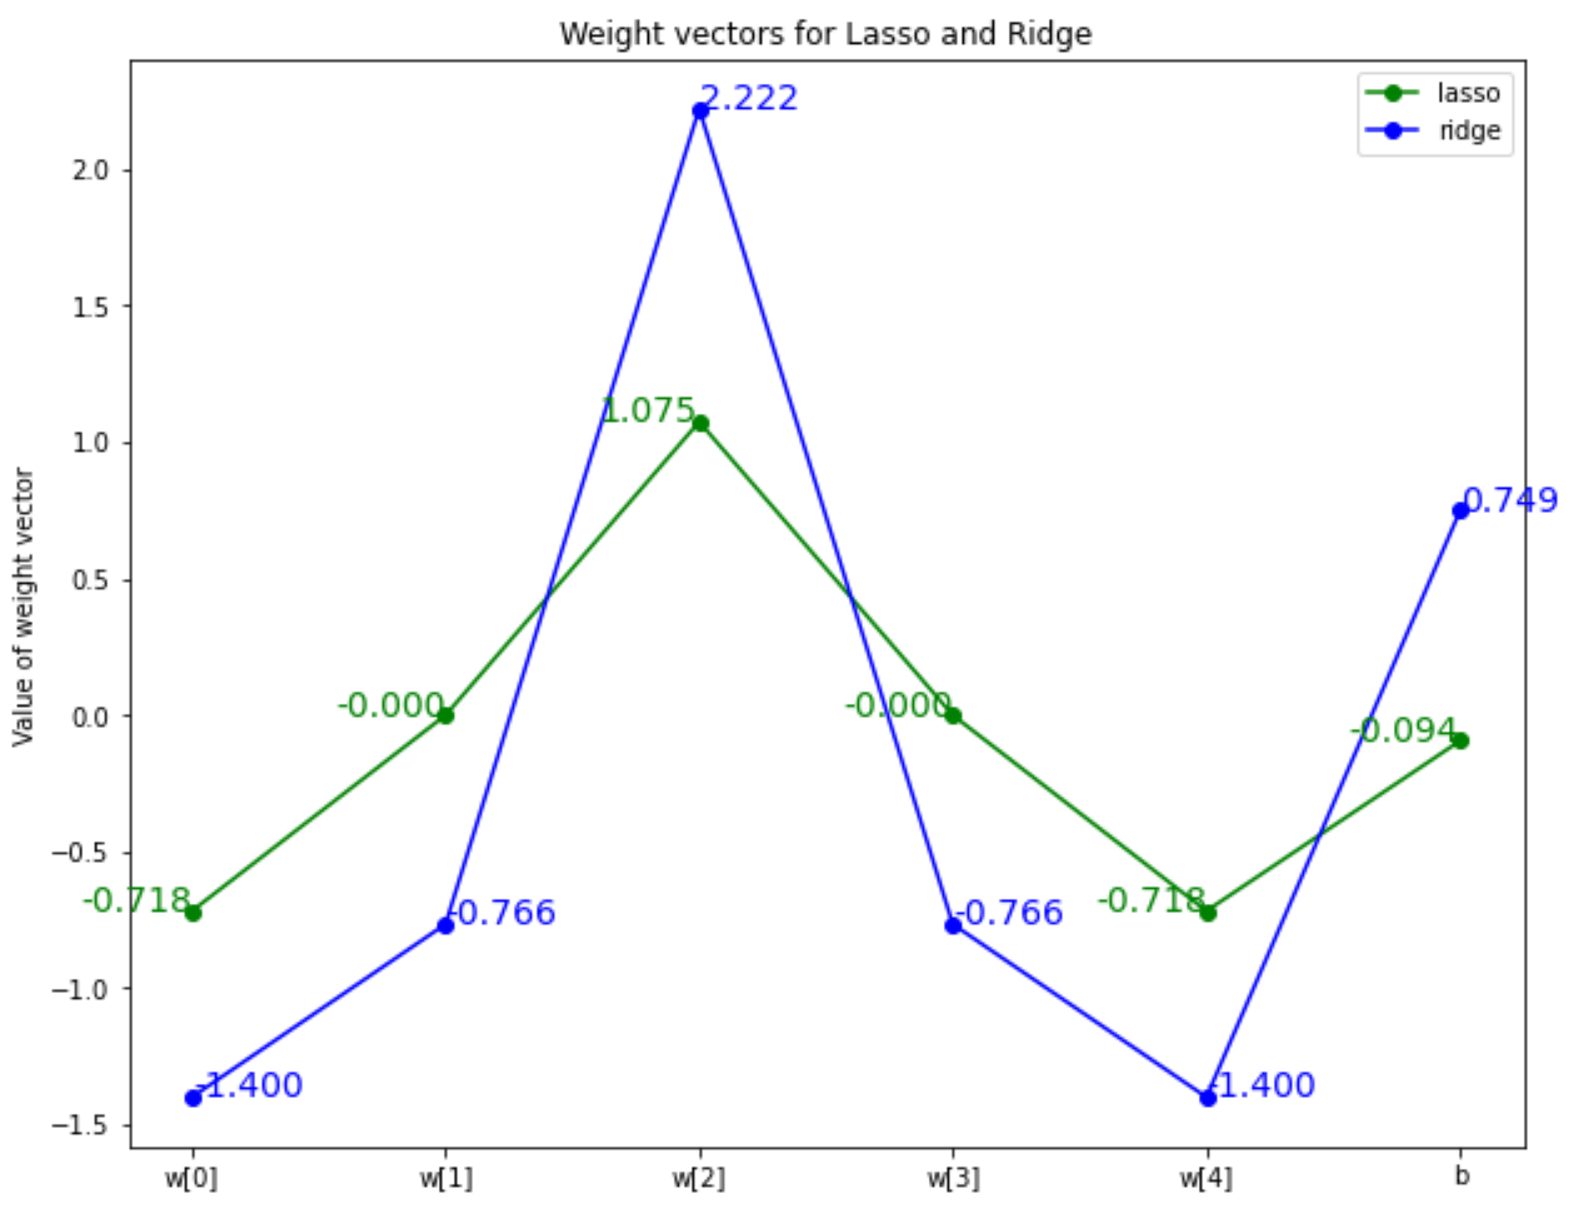 Weight vectors for Lasso and Ridge
lasso
ridge
Value of weight vector
2.0
1.5
1.0
0.5
0.0
−0.5
−1.0
−1.5
2.222
1.075
0.749
-0.000
-0.000
-0.094
-0.718
-0.766
-0.766
-0.718
-1.400
-1.400
w[0]
w[1]
w[2]
w[3]
w[4]
b